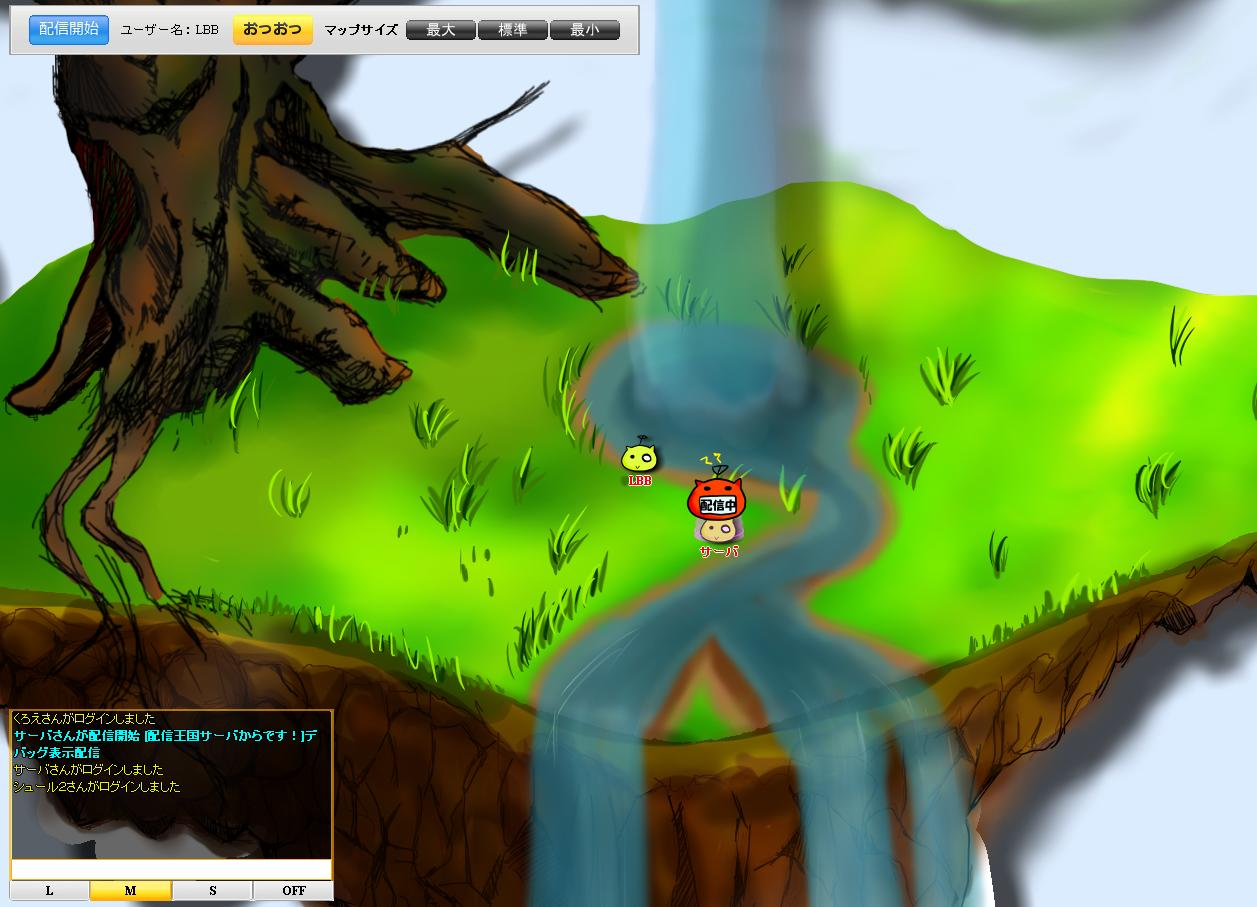 配信開始 ユーザー名：LBB おつおつ マップサイズ 最大 標準 最小
LBB
配信中
サーバ
くろえさんがログインしました
サーバさんが配信開始 [配信王国サーバからです！]デ
バッグ表示配信
サーバさんがログインしました
シュール2さんがログインしました
L M S OFF